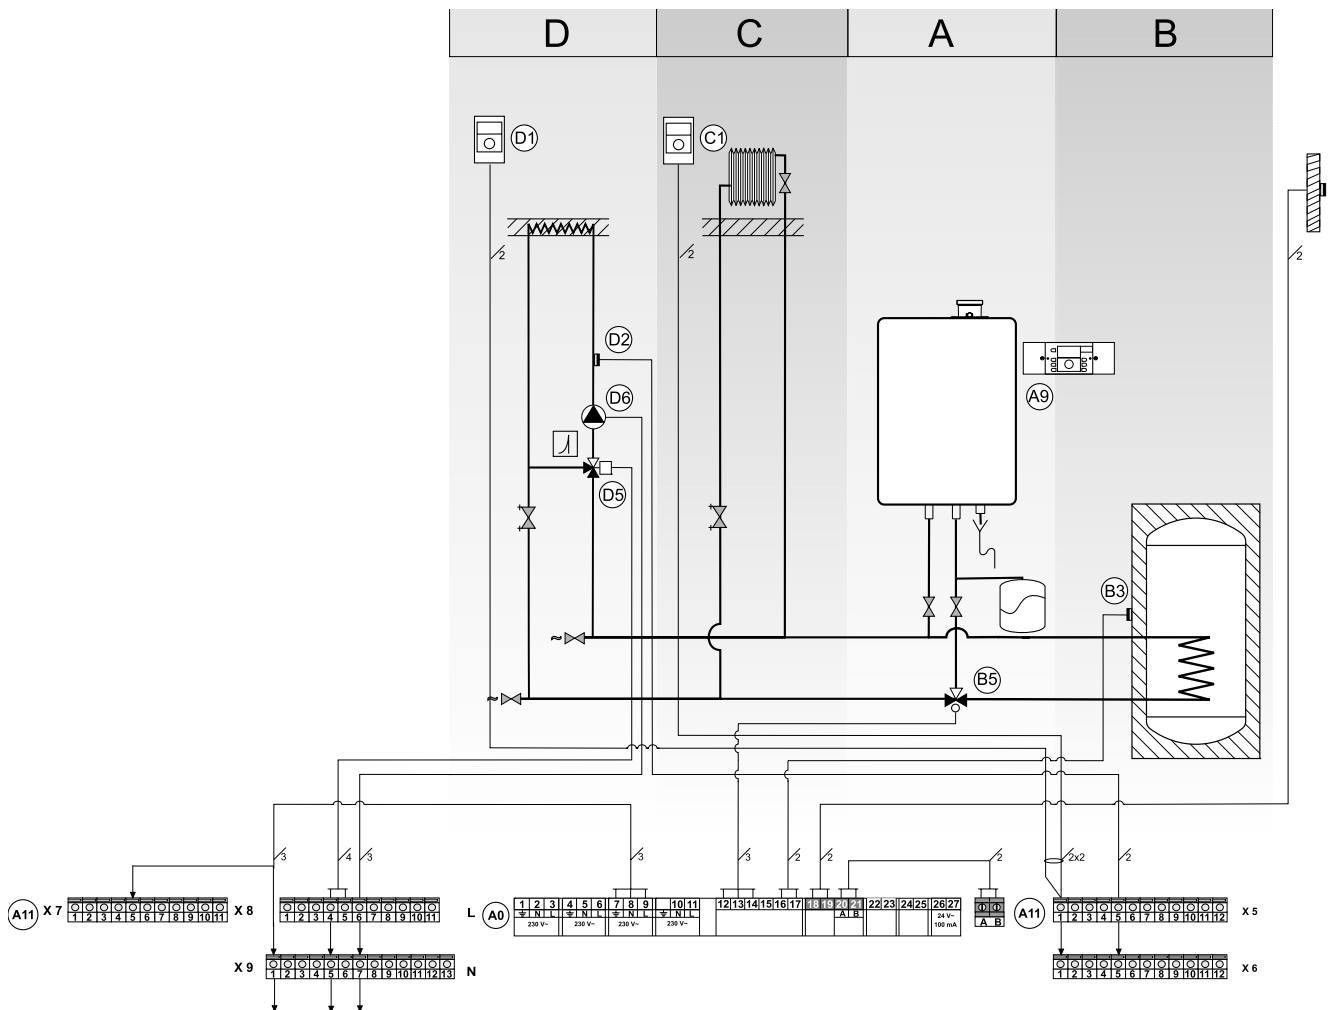 D C A B
D1 C1
2 2 2
D2
D6
A9
D5
B3
B5
≈
≈
3 4 3 3 3 2 2 2 2x2 2
A11 X 7 X 8 L A0 A11 X 5
1 2 3 4 5 6 7 8 9 10 11
1 2 3 4 5 6 7 8 9 10 11
1 2 3 4 5 6 7 8 9 10 11 12 13 14 15 16 17 18 19 20 21 22 23 24 25 26 27
N L N L N L N L A B 24 V~
230 V~ 230 V~ 230 V~ 230 V~ 100 mA
A B
1 2 3 4 5 6 7 8 9 10 11 12
X 9 N X 6
1 2 3 4 5 6 7 8 9 10 11 12 13
1 2 3 4 5 6 7 8 9 10 11 12